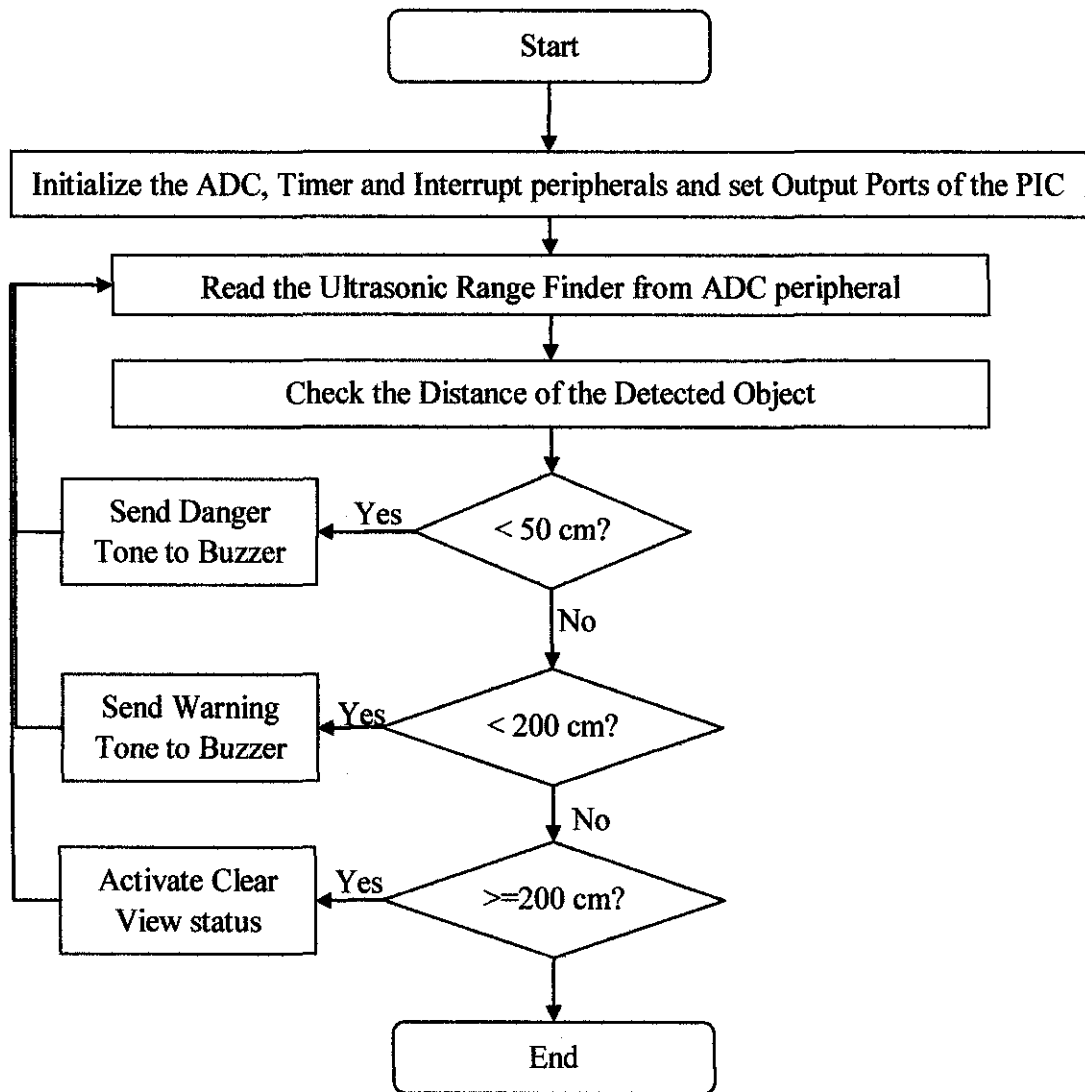 Start
Initialize the ADC, Timer and Interrupt peripherals and set Output Ports of the PIC
Read the Ultrasonic Range Finder from ADC peripheral
Check the Distance of the Detected Object
Send Danger
Tone to Buzzer
Yes
< 50 cm?
No
Send Warning
Tone to Buzzer
Yes
< 200 cm?
No
Activate Clear
View status
Yes
>=200 cm?
End